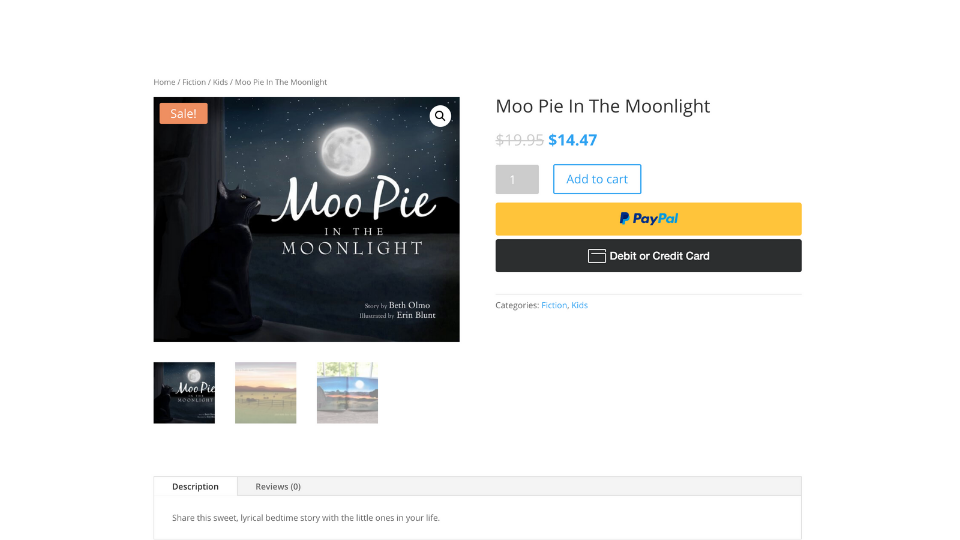 Home / Fiction / Kids / Moo Pie In The Moonlight
Sale!
Moo Pie
IN THE
MOONLIGHT
Story by Beth Olmo
Illustrated by Erin Blunt
Moo Pie In The Moonlight
$19.95 $14.47
1
Add to cart
PayPal
Debit or Credit Card
Categories: Fiction, Kids
Moo Pie
IN THE
MOONLIGHT
Description
Reviews (0)
Share this sweet, lyrical bedtime story with the little ones in your life.